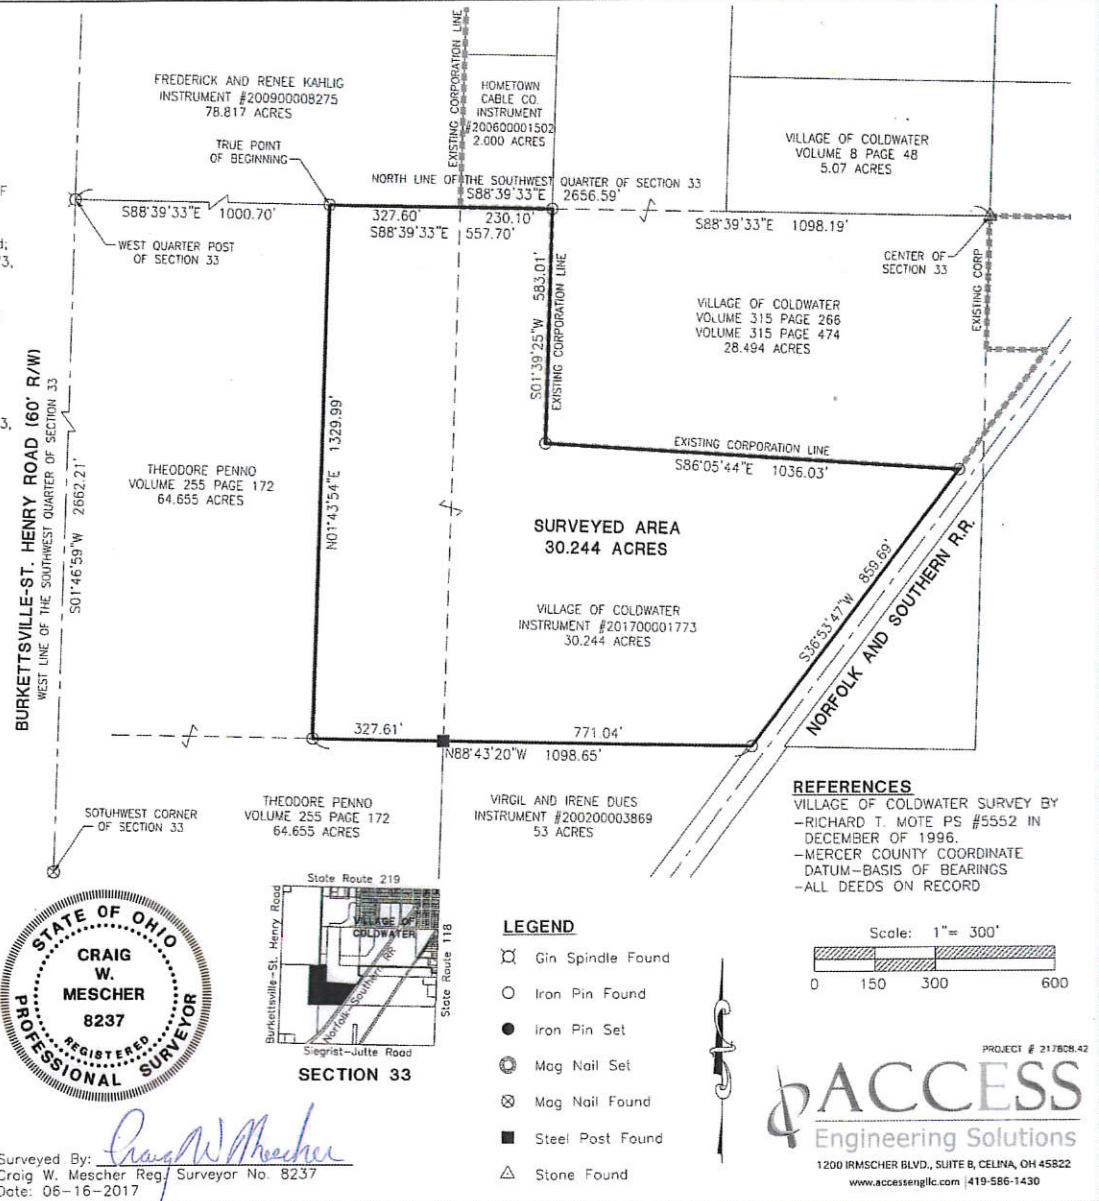 FREDERICK AND RENEE KAHLIG
INSTRUMENT #200900008275
78.817 ACRES
EXISTING CORPORATION LINE
HOMETOWN
CABLE CO.
INSTRUMENT
#200600001502
2.000 ACRES
VILLAGE OF COLDWATER
VOLUME 8 PAGE 48
5.07 ACRES
TRUE POINT
OF BEGINNING
NORTH LINE OF THE SOUTHWEST QUARTER OF SECTION 33
S88°39'33"E 2656.59'
S88°39'33"E 1000.70'
327.60' 230.10'
S88°39'33"E 557.70'
S88°39'33"E 1098.19'
WEST QUARTER POST
OF SECTION 33
CENTER OF
SECTION 33
EXISTING CORP
S01°39'25"W 583.01'
EXISTING CORPORATION LINE
VILLAGE OF COLDWATER
VOLUME 315 PAGE 266
VOLUME 315 PAGE 474
28.494 ACRES
BURKETTSVILLE-ST. HENRY ROAD (60' R/W)
WEST LINE OF THE SOUTHWEST QUARTER OF SECTION 33
S01°46'59"W 2662.21'
N01°43'54"E 1329.99'
EXISTING CORPORATION LINE
S86°05'44"E 1036.03'
THEODORE PENNO
VOLUME 255 PAGE 172
64.655 ACRES
SURVEYED AREA
30.244 ACRES
VILLAGE OF COLDWATER
INSTRUMENT #201700001773
30.244 ACRES
S36°53'47"W 859.69'
NORFOLK AND SOUTHERN R.R.
327.61'
771.04'
N88°43'20"W 1098.65'
SOTUHWEST CORNER
OF SECTION 33
THEODORE PENNO
VOLUME 255 PAGE 172
64.655 ACRES
VIRGIL AND IRENE DUES
INSTRUMENT #200200003869
53 ACRES
REFERENCES
VILLAGE OF COLDWATER SURVEY BY
-RICHARD T. MOTE PS #5552 IN
DECEMBER OF 1996.
-MERCER COUNTY COORDINATE
DATUM-BASIS OF BEARINGS
-ALL DEEDS ON RECORD
STATE OF OHIO
CRAIG
W.
MESCHER
8237
REGISTERED
PROFESSIONAL SURVEYOR
State Route 219
Burkettsville-St. Henry Road
VILLAGE OF
COLDWATER
Norfolk-Southern RR
State Route 118
Siegrist-Jutte Road
SECTION 33
LEGEND
Gin Spindle Found
Iron Pin Found
Iron Pin Set
Mag Nail Set
Mag Nail Found
Steel Post Found
Stone Found
Scale: 1"= 300'
0 150 300 600
PROJECT # 217808.42
ACCESS
Engineering Solutions
1200 IRMSCHER BLVD., SUITE B, CELINA, OH 45822
www.accessengllc.com | 419-586-1430
Surveyed By: Craig W Mescher
Craig W. Mescher Reg. Surveyor No. 8237
Date: 06-16-2017